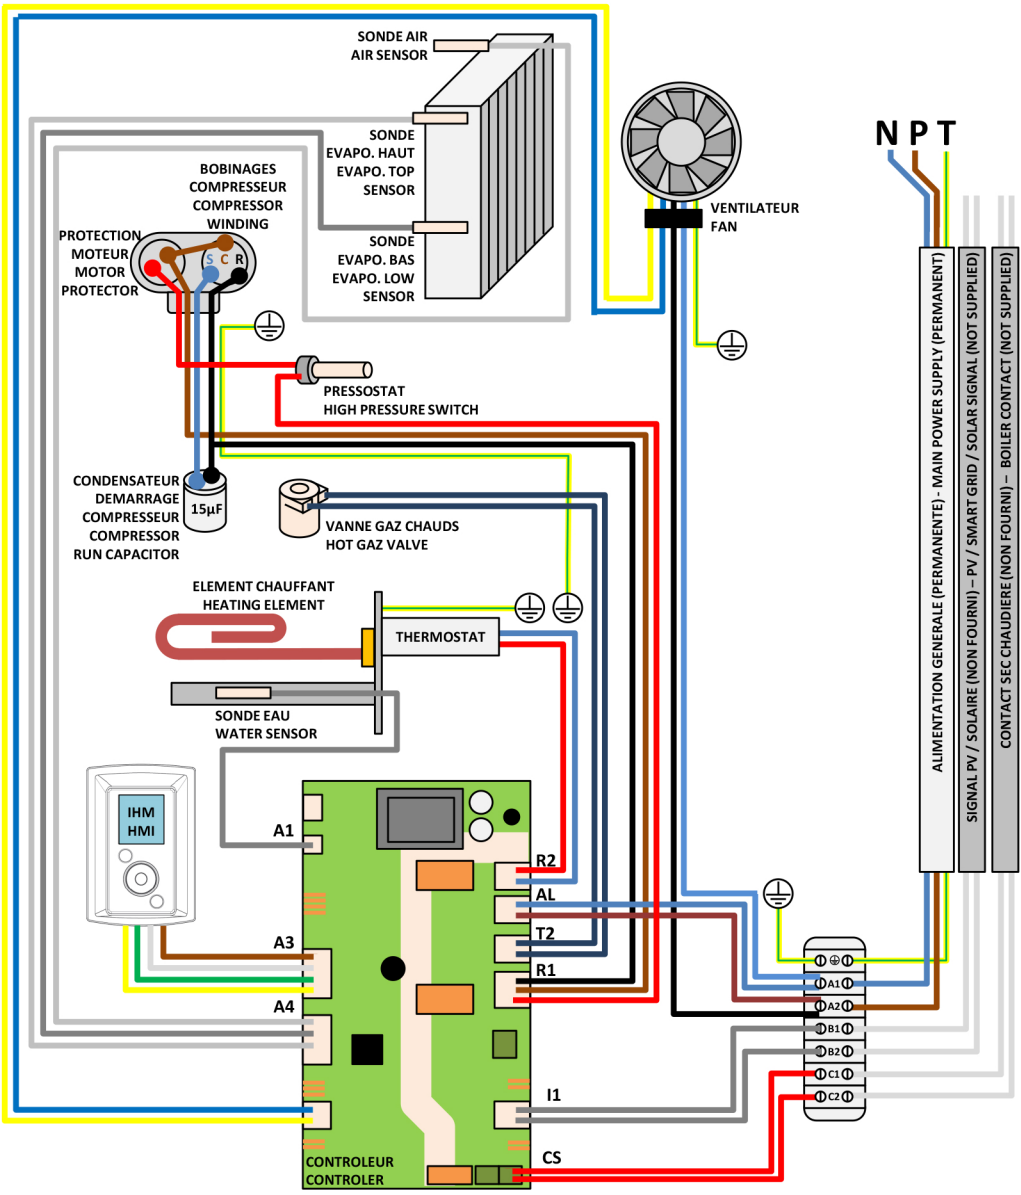 SONDE AIR
AIR SENSOR
SONDE
EVAPO. HAUT
EVAPO. TOP
SENSOR
BOBINAGES
COMPRESSEUR
COMPRESSOR
WINDING
PROTECTION
MOTEUR
MOTOR
PROTECTOR
S C R
SONDE
EVAPO. BAS
EVAPO. LOW
SENSOR
VENTILATEUR
FAN
N P T
PRESSOSTAT
HIGH PRESSURE SWITCH
CONDENSATEUR
DEMARRAGE
COMPRESSEUR
COMPRESSOR
RUN CAPACITOR
15µF
VANNE GAZ CHAUDS
HOT GAZ VALVE
ELEMENT CHAUFFANT
HEATING ELEMENT
THERMOSTAT
SONDE EAU
WATER SENSOR
ALIMENTATION GENERALE (PERMANENTE) - MAIN POWER SUPPLY (PERMANENT)
SIGNAL PV / SOLAIRE (NON FOURNI) – PV / SMART GRID / SOLAR SIGNAL (NOT SUPPLIED)
CONTACT SEC CHAUDIERE (NON FOURNI) – BOILER CONTACT (NOT SUPPLIED)
IHM
HMI
A1
A3
A4
R2
AL
T2
R1
I1
CS
CONTROLEUR
CONTROLER
A1
A2
B1
B2
C1
C2